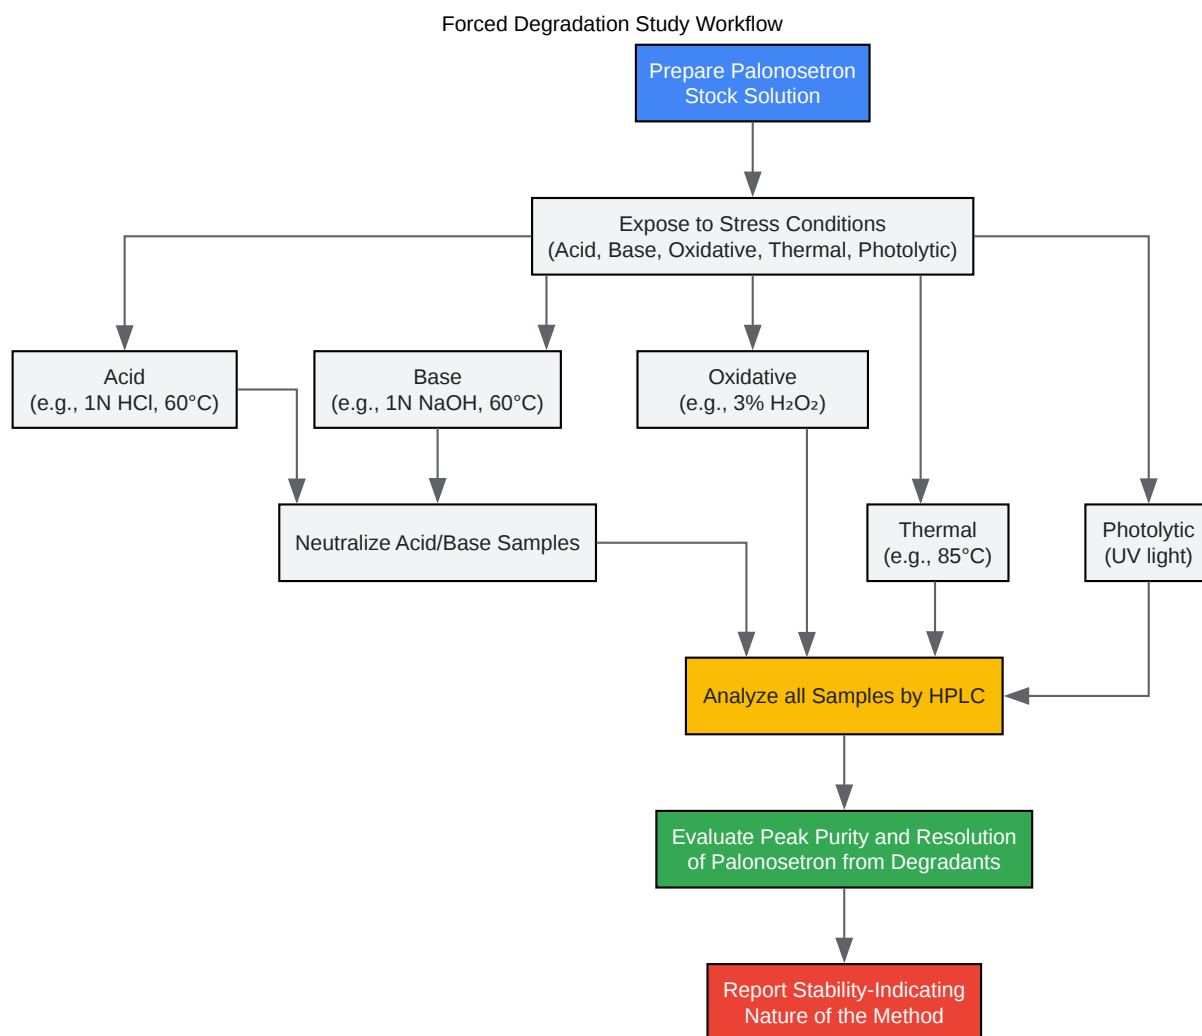 Forced Degradation Study Workflow
Prepare Palonosetron
Stock Solution
Expose to Stress Conditions
(Acid, Base, Oxidative, Thermal, Photolytic)
Acid
(e.g., 1N HCl, 60°C)
Base
(e.g., 1N NaOH, 60°C)
Oxidative
(e.g., 3% H₂O₂)
Neutralize Acid/Base Samples
Thermal
(e.g., 85°C)
Photolytic
(UV light)
Analyze all Samples by HPLC
Evaluate Peak Purity and Resolution
of Palonosetron from Degradants
Report Stability-Indicating
Nature of the Method